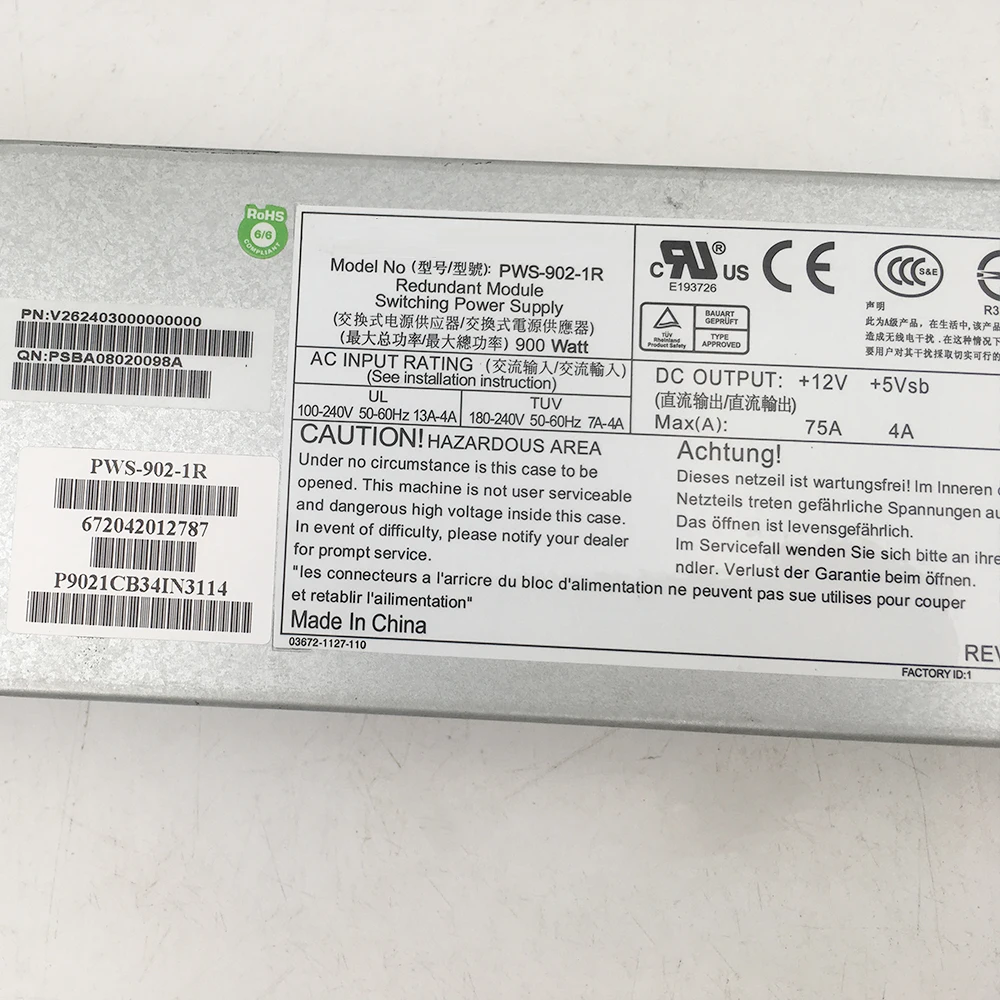 RoHS
6/6
COMPLIANT
PN:V262403000000000
QN:PSBA08020098A
PWS-902-1R
672042012787
P9021CB34IN3114
Model No (型号/型號): PWS-902-1R
Redundant Module
Switching Power Supply
(交换式电源供应器/交換式電源供應器)
(最大总功率/最大總功率) 900 Watt
AC INPUT RATING (交流输入/交流輸入)
(See installation instruction)
UL
100-240V 50-60Hz 13A-4A
TUV
180-240V 50-60Hz 7A-4A
c RU ® US
E193726
CE
CCC S&E
TÜV
Rheinland
Product Safety
BAUART
GEPRÜFT
TYPE
APPROVED
声明
此为A级产品，在生活中，该产品
造成无线电干扰，在这种情况下
要用户对其干扰采取切实可行的
R3
DC OUTPUT: +12V +5Vsb
(直流输出/直流輸出)
Max(A): 75A 4A
CAUTION! HAZARDOUS AREA
Under no circumstance is this case to be
opened. This machine is not user serviceable
and dangerous high voltage inside this case.
In event of difficulty, please notify your dealer
for prompt service.
Achtung!
Dieses netzeil ist wartungsfrei! Im Inneren
Netzteils treten gefährliche Spannungen au
Das öffnen ist levensgefährlich.
Im Servicefall wenden Sie sich bitte an ihre
ndler. Verlust der Garantie beim öffnen.
"les connecteurs a l'arricre du bloc d'alimentation ne peuvent pas sue utilises pour couper
et retablir l'ailimentation"
Made In China
03672-1127-110
REV
FACTORY ID:1